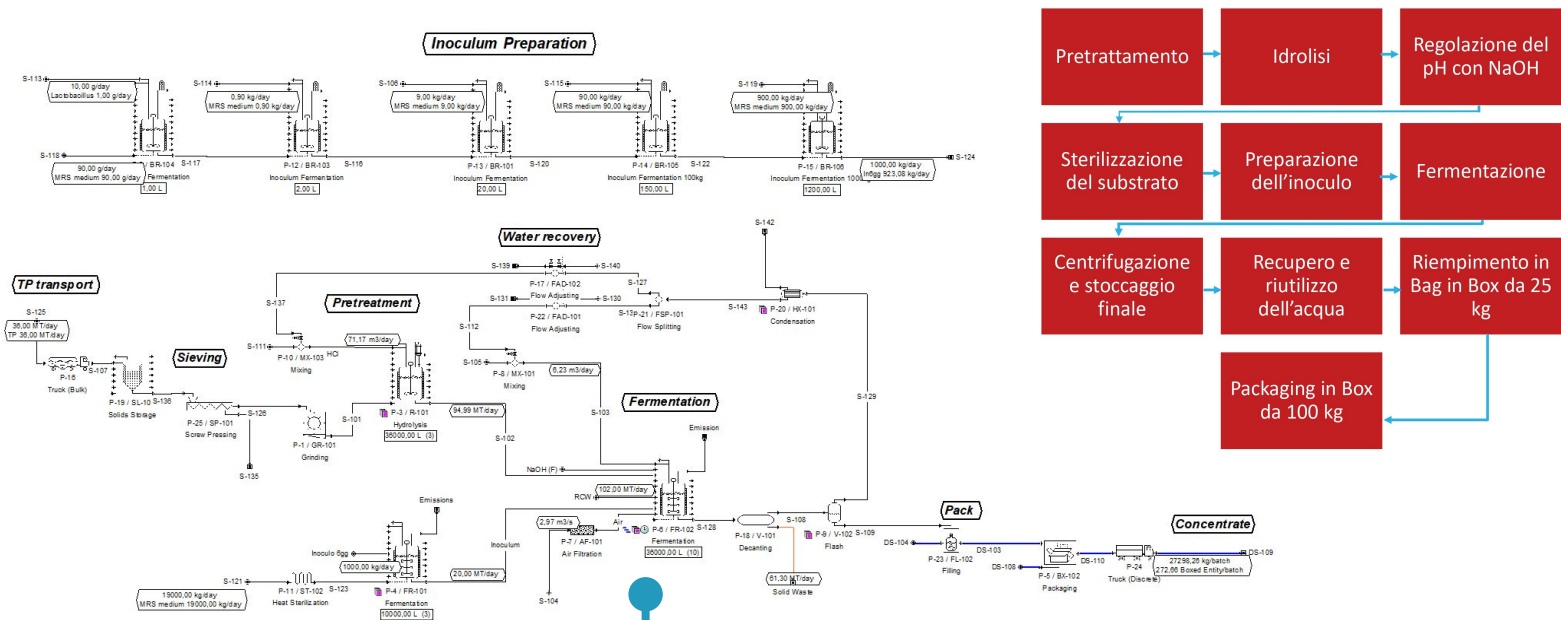 Inoculum Preparation
S-113
10,00 g/day
Lactobacillus 1,00 g/day
S-114
0,90 kg/day
MRS medium 0,90 kg/day
S-106
9,00 kg/day
MRS medium 9,00 kg/day
S-115
90,00 kg/day
MRS medium 90,00 kg/day
S-119
900,00 kg/day
MRS medium 900,00 kg/day
S-118
90,00 g/day
MRS medium 90,00 g/day
/ BR-104
Fermentation
1,00 L
S-117
P-12 / BR-103
Inoculum Fermentation
2,00 L
S-116
P-13 / BR-101
Inoculum Fermentation
20,00 L
S-120
P-14 / BR-105
Inoculum Fermentation 100kg
150,00 L
S-122
P-15 / BR-106
Inoculum Fermentation 1000
1200,00 L
1000,00 kg/day
In6gg 923,08 kg/day
S-124
Water recovery
S-139
S-140
P-17 / FAD-102
Flow Adjusting
S-127
S-131
S-130
P-22 / FAD-101
Flow Adjusting
S-13
P-21 / FSP-101
Flow Splitting
S-142
S-143
P-20 / HX-101
Condensation
S-137
S-112
S-129
TP transport
S-125
36,00 MT/day
TP 36,00 MT/day
P-16
Truck (Bulk)
S-107
P-19 / SL-10
Solids Storage
S-136
Sieving
P-25 / SP-101
Screw Pressing
S-126
S-135
P-1 / GR-101
Grinding
S-101
Pretreatment
S-111
P-10 / MX-103
Mixing
HCl
71,17 m3/day
P-3 / R-101
Hydrolysis
36000,00 L (3)
94,99 MT/day
S-102
S-105
P-8 / MX-101
Mixing
6,23 m3/day
S-103
Fermentation
Emission
NaOH (F)
102,00 MT/day
RCW
2,97 m3/s
Air
P-7 / AF-101
Air Filtration
S-104
P-6 / FR-102
Fermentation
36000,00 L (10)
S-128
P-18 / V-101
Decanting
S-108
61,30 MT/day
Solid Waste
P-9 / V-102
Flash
S-109
Emissions
Inoculo 6gg
1000,00 kg/day
S-121
19000,00 kg/day
MRS medium 19000,00 kg/day
P-11 / ST-102
Heat Sterilization
S-123
P-4 / FR-101
Fermentation
10000,00 L (3)
20,00 MT/day
Inoculum
Pack
DS-104
P-23 / FL-102
Filling
DS-103
DS-108
P-5 / BX-102
Packaging
DS-110
P-24
Truck (Discrete)
Concentrate
27298,26 kg/batch
272,66 Boxed Entity/batch
DS-109
Pretrattamento
Idrolisi
Regolazione del
pH con NaOH
Sterilizzazione
del substrato
Preparazione
dell’inoculo
Fermentazione
Centrifugazione
e stoccaggio
finale
Recupero e
riutilizzo
dell’acqua
Riempimento in
Bag in Box da 25
kg
Packaging in Box
da 100 kg